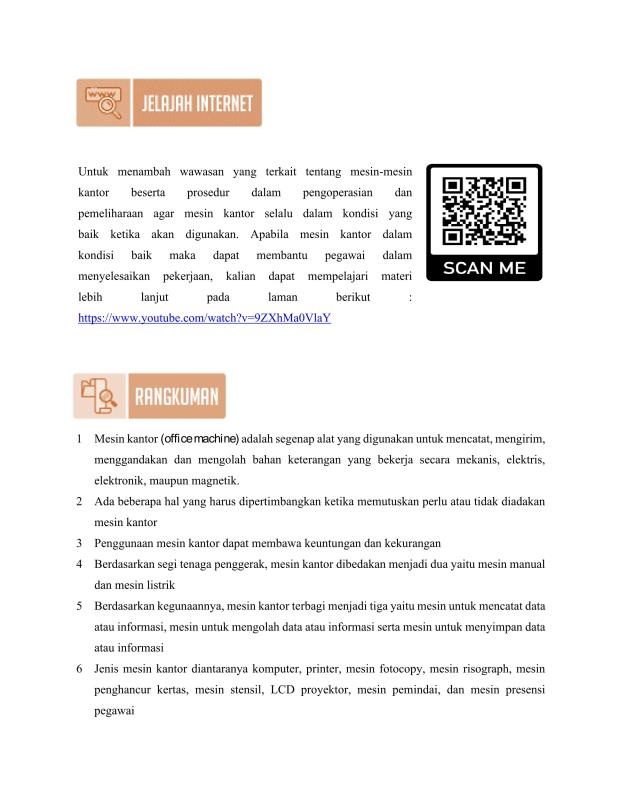 www
JELAJAH INTERNET
Untuk menambah wawasan yang terkait tentang mesin-mesin
kantor beserta prosedur dalam pengoperasian dan
pemeliharaan agar mesin kantor selalu dalam kondisi yang
baik ketika akan digunakan. Apabila mesin kantor dalam
kondisi baik maka dapat membantu pegawai dalam
menyelesaikan pekerjaan, kalian dapat mempelajari materi
lebih lanjut pada laman berikut :
https://www.youtube.com/watch?v=9ZXhMa0VlaY
SCAN ME
RANGKUMAN
1 Mesin kantor (office machine) adalah segenap alat yang digunakan untuk mencatat, mengirim,
menggandakan dan mengolah bahan keterangan yang bekerja secara mekanis, elektris,
elektronik, maupun magnetik.
2 Ada beberapa hal yang harus dipertimbangkan ketika memutuskan perlu atau tidak diadakan
mesin kantor
3 Penggunaan mesin kantor dapat membawa keuntungan dan kekurangan
4 Berdasarkan segi tenaga penggerak, mesin kantor dibedakan menjadi dua yaitu mesin manual
dan mesin listrik
5 Berdasarkan kegunaannya, mesin kantor terbagi menjadi tiga yaitu mesin untuk mencatat data
atau informasi, mesin untuk mengolah data atau informasi serta mesin untuk menyimpan data
atau informasi
6 Jenis mesin kantor diantaranya komputer, printer, mesin fotocopy, mesin risograph, mesin
penghancur kertas, mesin stensil, LCD proyektor, mesin pemindai, dan mesin presensi
pegawai